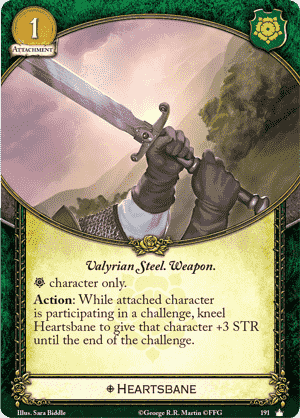 1
ATTACHMENT
Valyrian Steel. Weapon.
character only.
Action: While attached character
is participating in a challenge, kneel
Heartsbane to give that character +3 STR
until the end of the challenge.
HEARTSBANE
Illus. Sara Biddle ©George R.R. Martin ©FFG 191